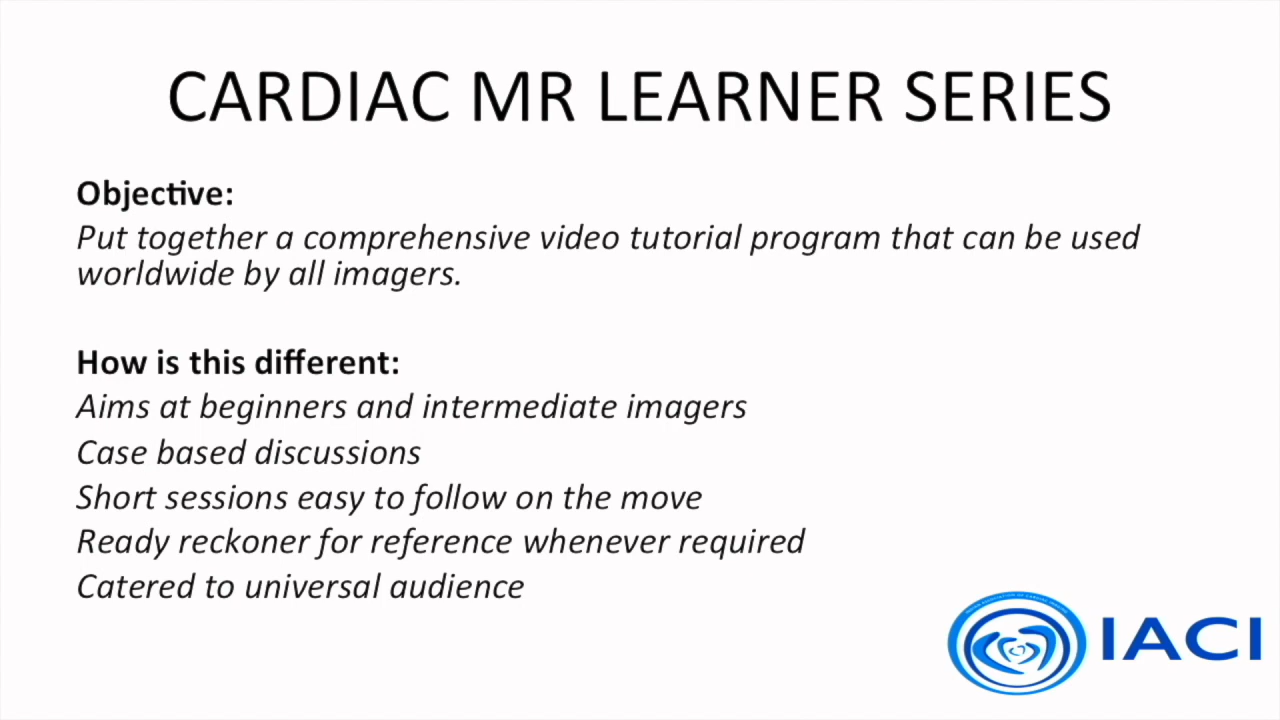 CARDIAC MR LEARNER SERIES
Objective:
Put together a comprehensive video tutorial program that can be used
worldwide by all imagers.
How is this different:
Aims at beginners and intermediate imagers
Case based discussions
Short sessions easy to follow on the move
Ready reckoner for reference whenever required
Catered to universal audience
IACI